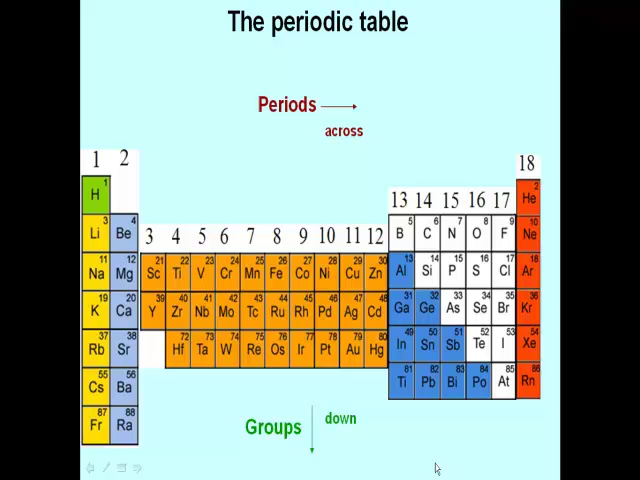 The periodic table
Periods
across
1 2
18
1 2
H He
13 14 15 16 17
3 4 5 6 7 8 9 10
Li Be B C N O F Ne
3 4 5 6 7 8 9 10 11 12
11 12 21 22 23 24 25 26 27 28 29 30 13 14 15 16 17 18
Na Mg Sc Ti V Cr Mn Fe Co Ni Cu Zn Al Si P S Cl Ar
19 20 39 40 41 42 43 44 45 46 47 48 31 32 33 34 35 36
K Ca Y Zr Nb Mo Tc Ru Rh Pd Ag Cd Ga Ge As Se Br Kr
37 38 72 73 74 75 76 77 78 79 80 49 50 51 52 53 54
Rb Sr Hf Ta W Re Os Ir Pt Au Hg In Sn Sb Te I Xe
55 56 81 82 83 84 85 86
Cs Ba Ti Pb Bi Po At Rn
87 88
Fr Ra
Groups
down